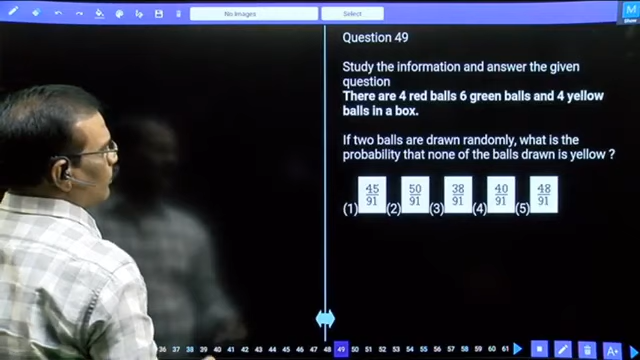 No Images
Select
M
Show
Question 49
Study the information and answer the given
question
There are 4 red balls 6 green balls and 4 yellow
balls in a box.
If two balls are drawn randomly, what is the
probability that none of the balls drawn is yellow ?
(1) 45/91 (2) 50/91 (3) 38/91 (4) 40/91 (5) 48/91
36 37 38 39 40 41 42 43 44 45 46 47 48 49 50 51 52 53 54 55 56 57 58 59 60 61
A+